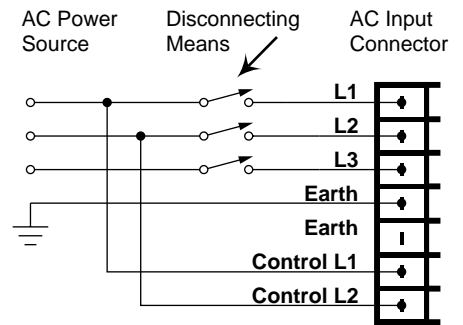 AC Power
Source
Disconnecting
Means
AC Input
Connector
L1
L2
L3
Earth
Earth
Control L1
Control L2